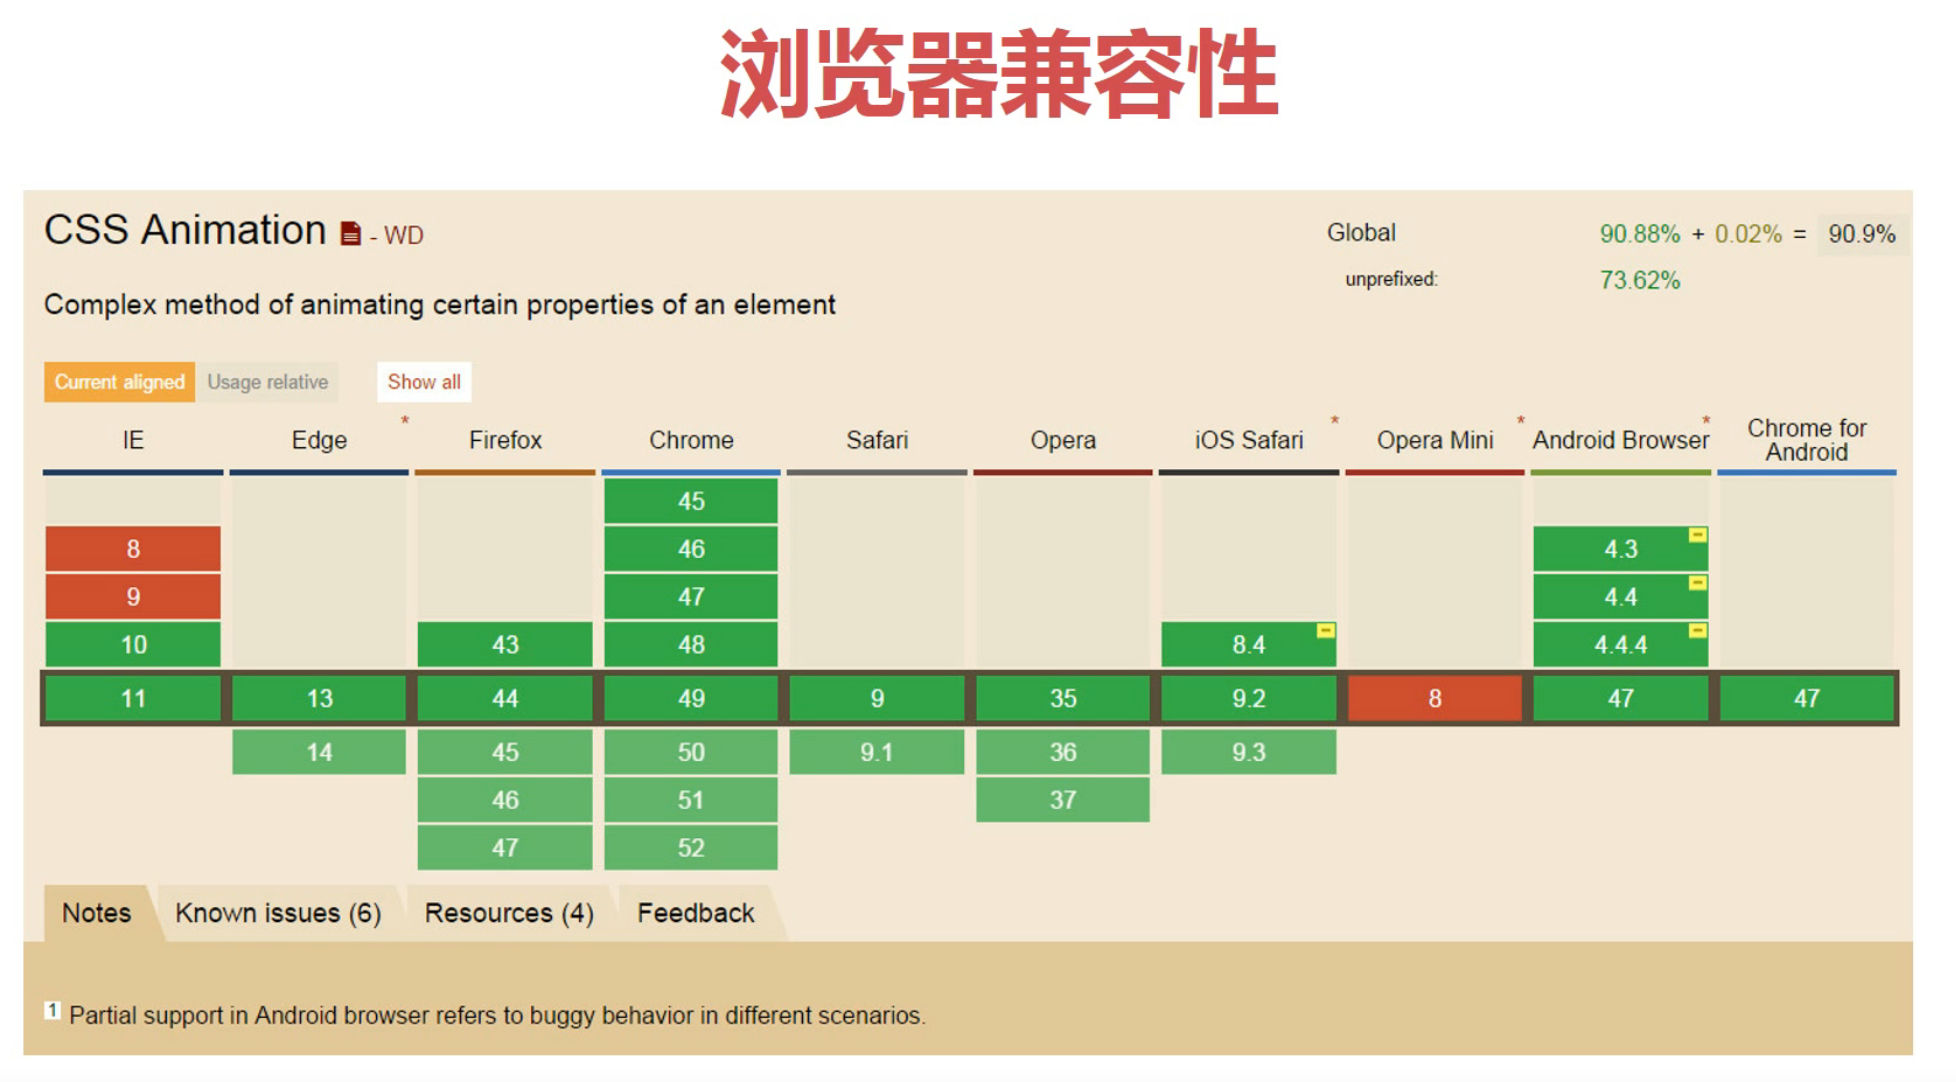 浏览器兼容性
CSS Animation - WD
Global 90.88% + 0.02% = 90.9%
unprefixed: 73.62%
Complex method of animating certain properties of an element
Current aligned Usage relative Show all
IE Edge * Firefox Chrome Safari Opera iOS Safari * Opera Mini * Android Browser * Chrome for Android
45
8 46 4.3 -
9 47 4.4 -
10 43 48 8.4 - 4.4.4 -
11 13 44 49 9 35 9.2 8 47 47
14 45 50 9.1 36 9.3
46 51 37
47 52
Notes Known issues (6) Resources (4) Feedback
1 Partial support in Android browser refers to buggy behavior in different scenarios.